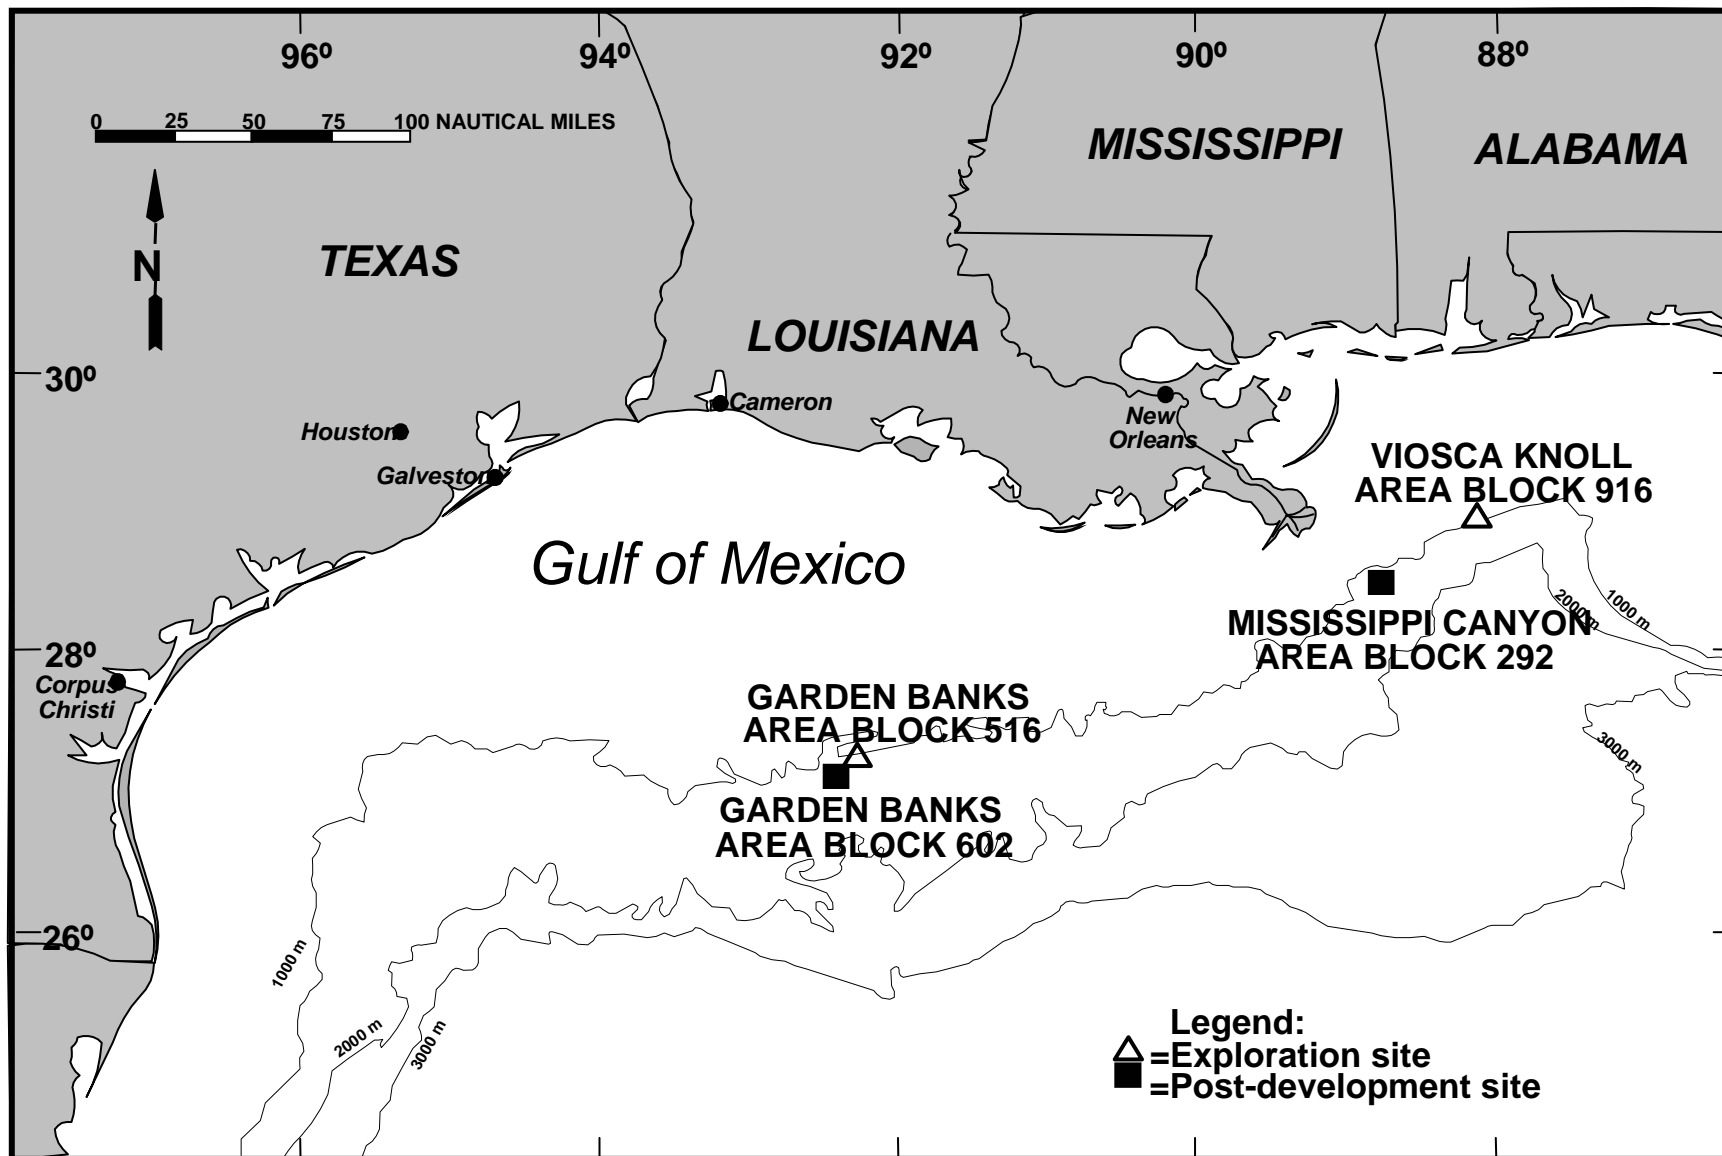 96º 94º 92º 90º 88º
0 25 50 75 100 NAUTICAL MILES
MISSISSIPPI
ALABAMA
N
TEXAS
LOUISIANA
30º
Cameron
Houston
New
Orleans
Galveston
VIOSCA KNOLL
AREA BLOCK 916
Gulf of Mexico
2000 m
1000 m
MISSISSIPPI CANYON
AREA BLOCK 292
28º
Corpus
Christi
GARDEN BANKS
AREA BLOCK 516
3000 m
GARDEN BANKS
AREA BLOCK 602
26º
1000 m
2000 m
3000 m
Legend:
=Exploration site
=Post-development site